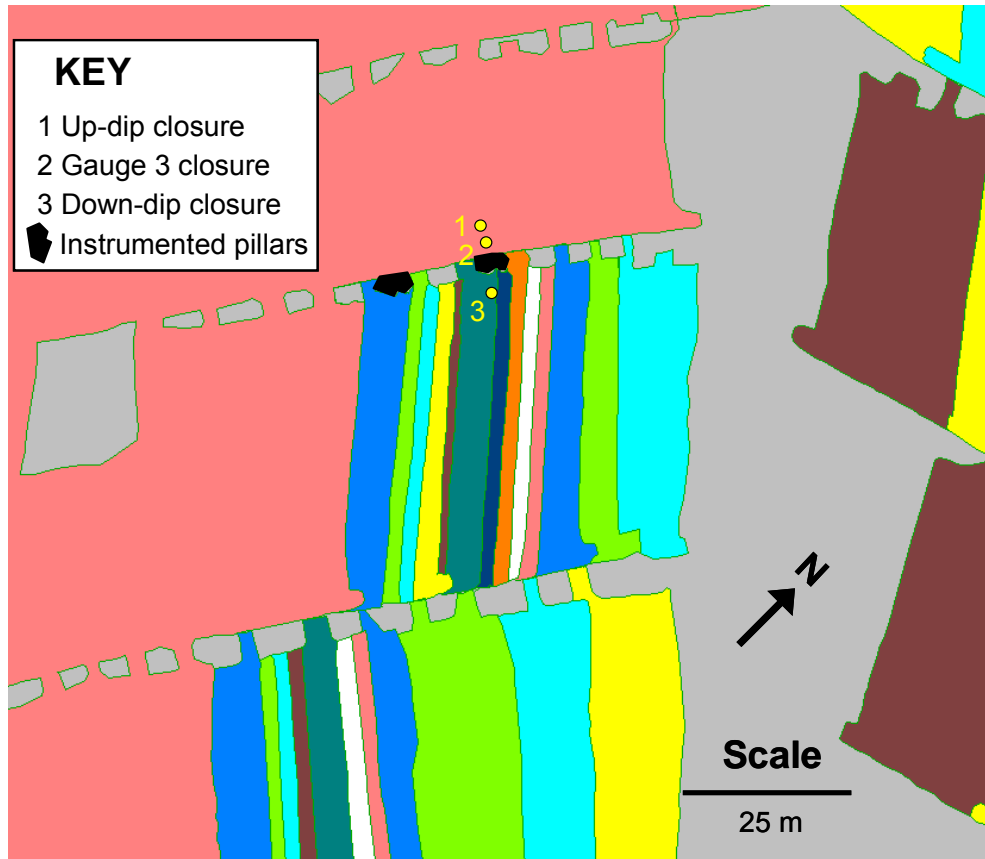 KEY
1 Up-dip closure
2 Gauge 3 closure
3 Down-dip closure
Instrumented pillars
1
2
3
N
Scale
25 m